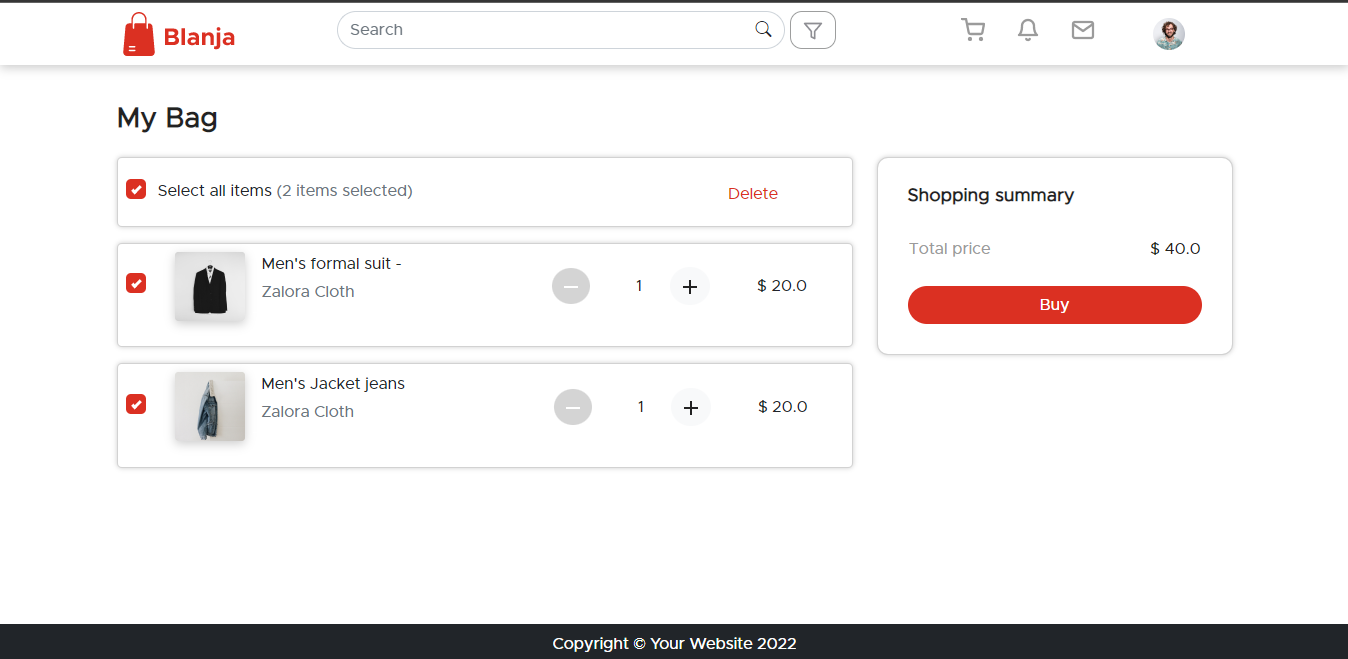 Blanja
Search
My Bag
Select all items (2 items selected)
Delete
Men's formal suit -
Zalora Cloth
1
$ 20.0
Men's Jacket jeans
Zalora Cloth
1
$ 20.0
Shopping summary
Total price $ 40.0
Buy
Copyright © Your Website 2022